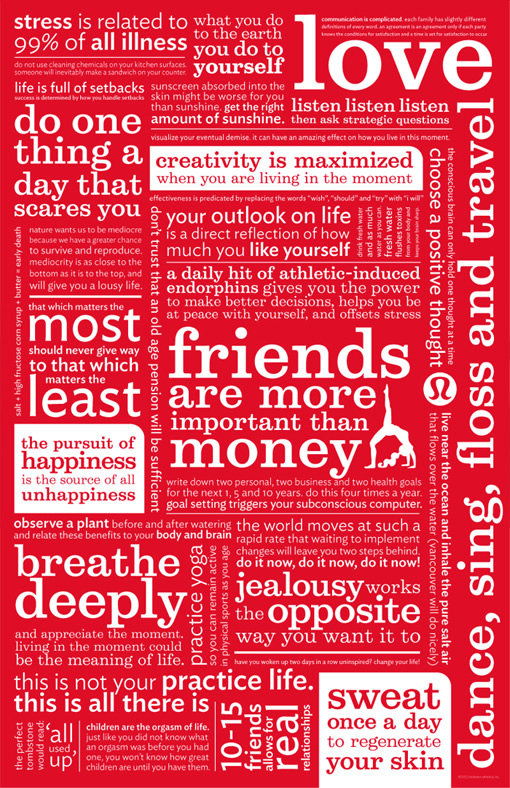 stress is related to
99% of all illness
do not use cleaning chemicals on your kitchen surfaces.
someone will inevitably make a sandwich on your counter.
life is full of setbacks
success is determined by how you handle setbacks
what you do
to the earth
you do to
yourself
sunscreen absorbed into the
skin might be worse for you
than sunshine. get the right
amount of sunshine.
communication is complicated. each family has slightly different
definitions of every word. an agreement is an agreement only if each party
knows the conditions for satisfaction and a time is set for satisfaction to occur
love
listen listen listen
then ask strategic questions
visualize your eventual demise. it can have an amazing effect on how you live in this moment.
do one
thing a
day that
scares you
creativity is maximized
when you are living in the moment
effectiveness is predicated by replacing the words "wish", "should" and "try" with "i will"
your outlook on life
is a direct reflection of how
much you like yourself
drink fresh water
and as much
water as you can
fresh water
flushes toxins
from your body and
keeps your brain sharp
the conscious brain can only hold one thought at a time
choose a positive thought
dance, sing, floss and travel
nature wants us to be mediocre
because we have a greater chance
to survive and reproduce.
mediocrity is as close to the
bottom as it is to the top, and
will give you a lousy life.
salt + high fructose corn syrup + butter = early death
don't trust that an old age pension will be sufficient
a daily hit of athletic-induced
endorphins gives you the power
to make better decisions, helps you be
at peace with yourself, and offsets stress
that which matters the
most
should never give way
to that which
matters the
least
friends
are more
important than
money
the pursuit of
happiness
is the source of all
unhappiness
write down two personal, two business and two health goals
for the next 1, 5 and 10 years. do this four times a year.
goal setting triggers your subconscious computer.
live near the ocean and inhale the pure salt air
that flows over the water (vancouver will do nicely)
observe a plant before and after watering
and relate these benefits to your body and brain
the world moves at such a
rapid rate that waiting to implement
changes will leave you two steps behind.
do it now, do it now, do it now!
breathe
deeply
and appreciate the moment.
living in the moment could
be the meaning of life.
practice yoga
so you can remain active
in physical sports as you age
jealousy works
the opposite
way you want it to
have you woken up two days in a row uninspired? change your life!
this is not your practice life.
this is all there is
the perfect
tombstone
would read:
'all
used
up'
children are the orgasm of life.
just like you did not know what
an orgasm was before you had
one, you won't know how great
children are until you have them.
10-15
friends
allows for
real
relationships
sweat
once a day
to regenerate
your skin